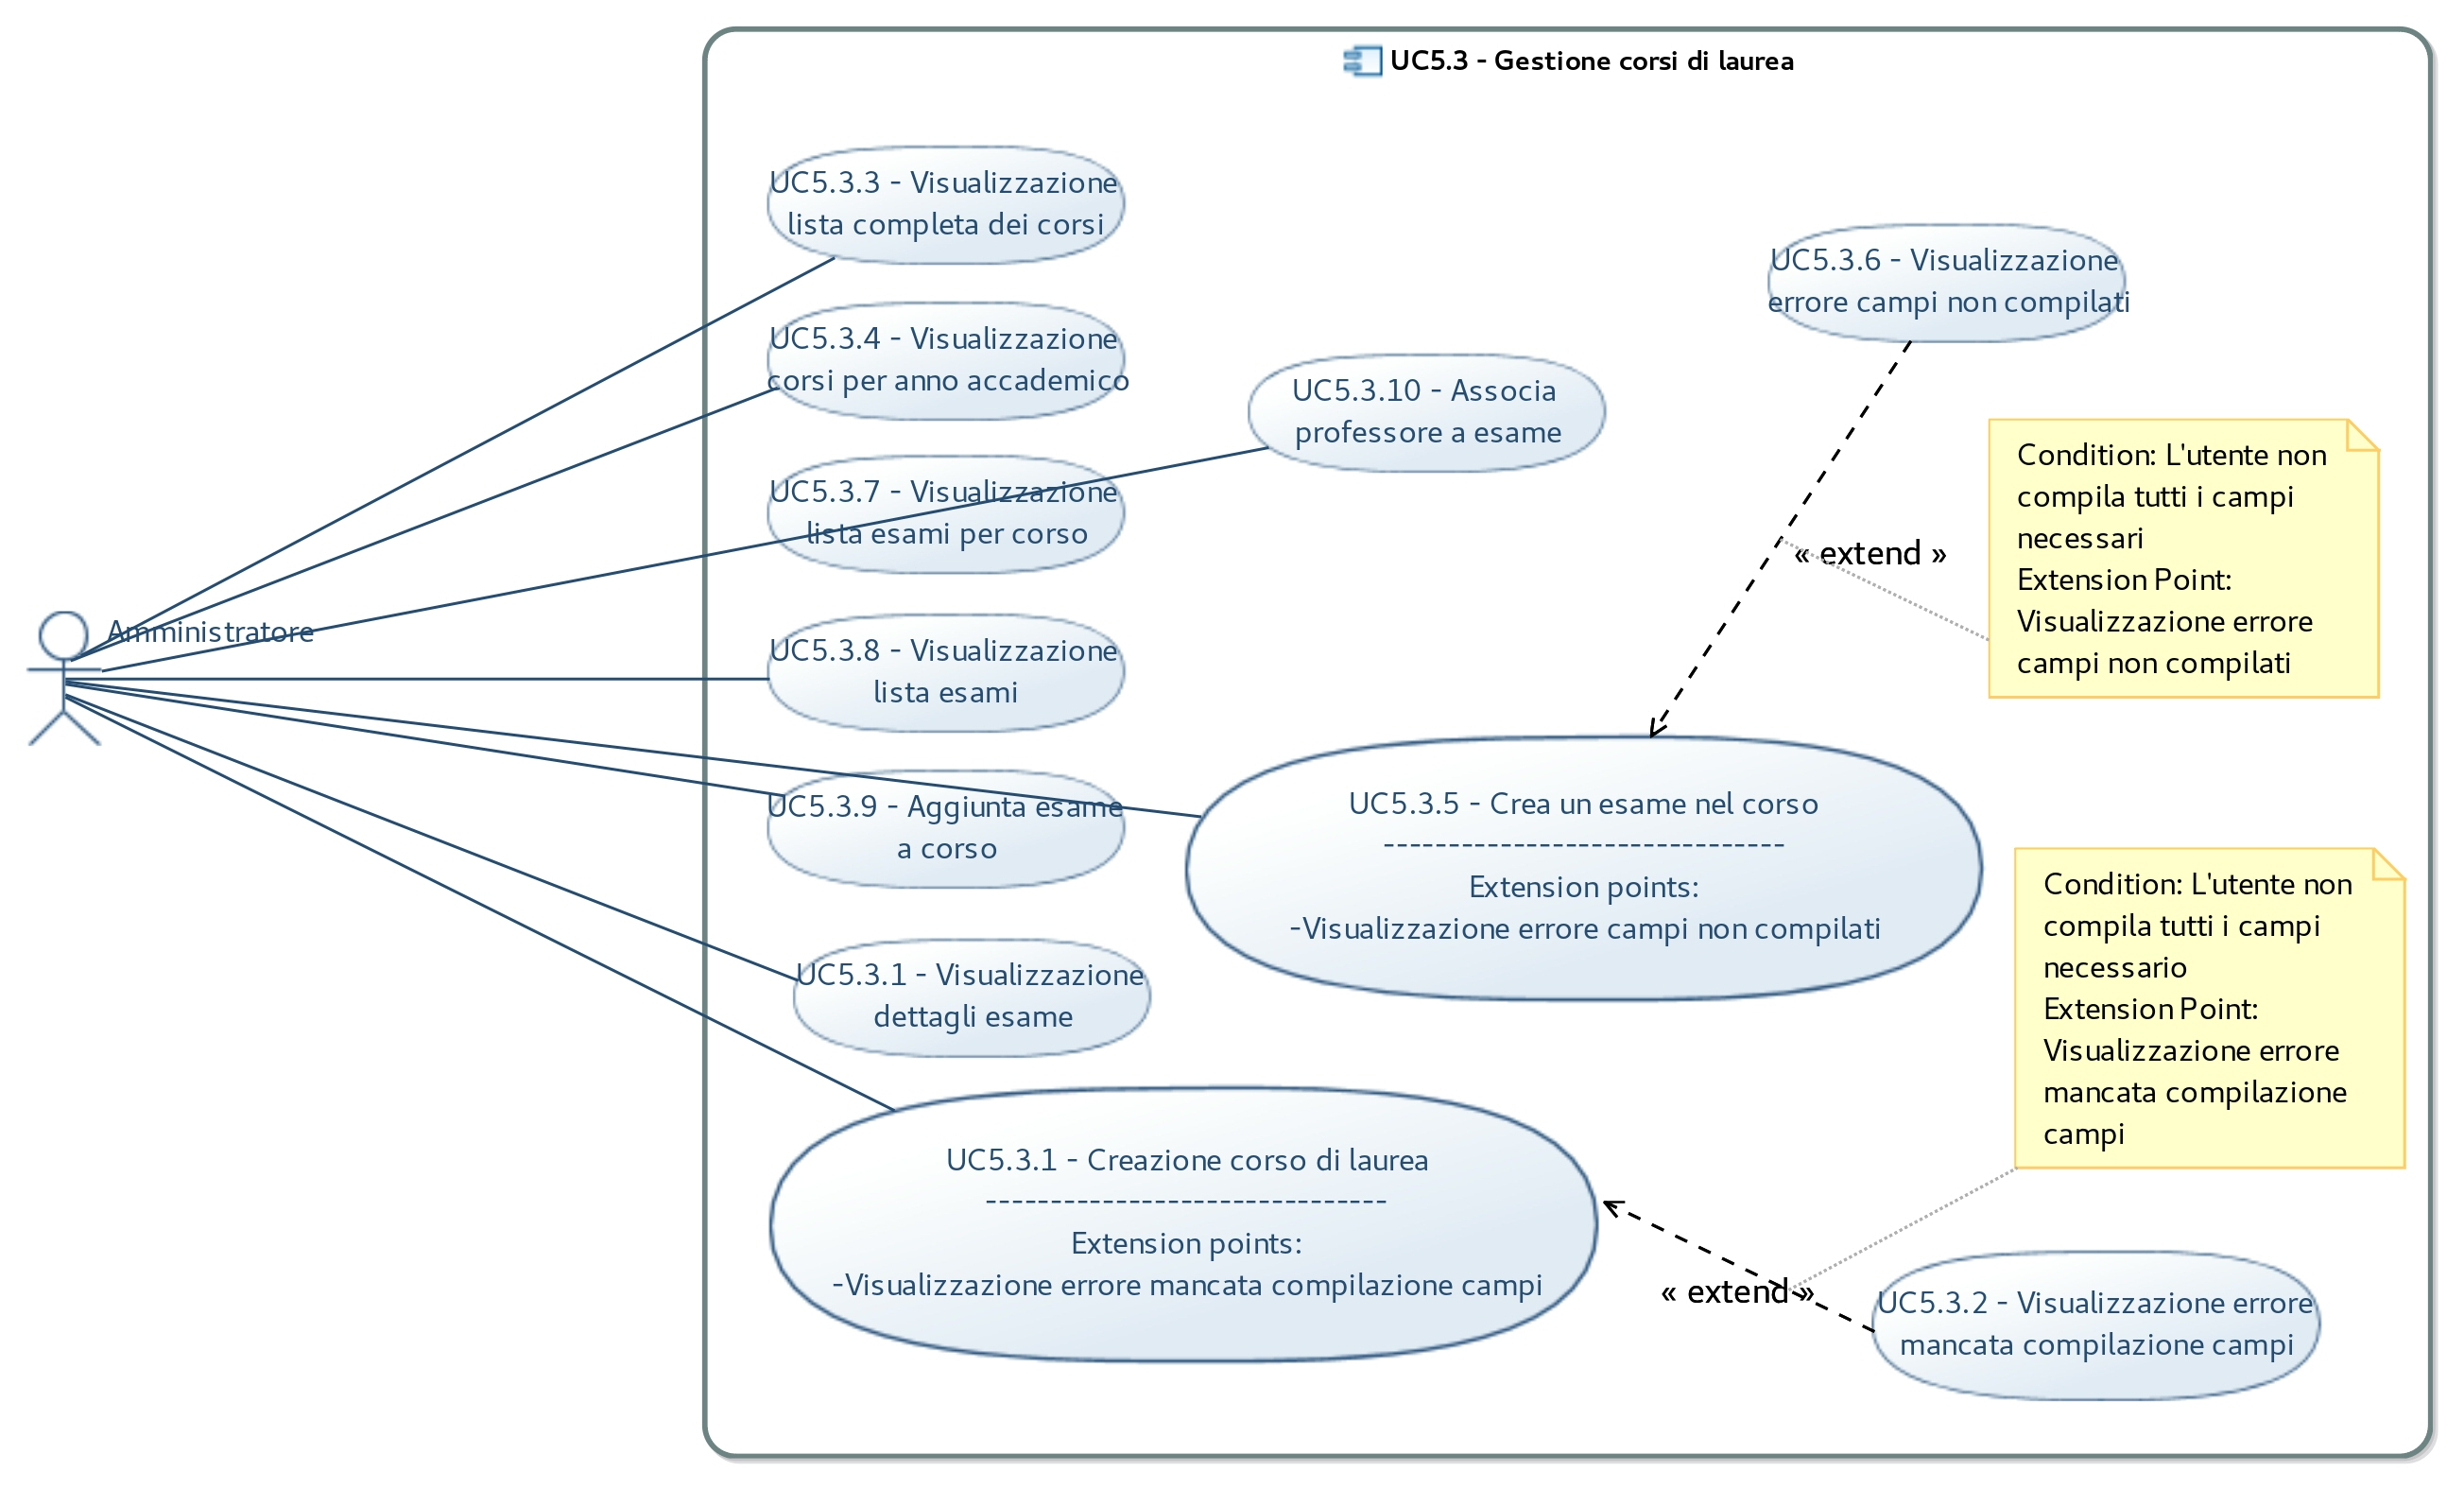 UC5.3 - Gestione corsi di laurea
UC5.3.3 - Visualizzazione
lista completa dei corsi
UC5.3.6 - Visualizzazione
errore campi non compilati
UC5.3.4 - Visualizzazione
corsi per anno accademico
UC5.3.10 - Associa
professore a esame
Condition: L'utente non
compila tutti i campi
necessari
Extension Point:
Visualizzazione errore
campi non compilati
UC5.3.7 - Visualizzazione
lista esami per corso
« extend »
Amministratore
UC5.3.8 - Visualizzazione
lista esami
UC5.3.9 - Aggiunta esame
a corso
UC5.3.5 - Crea un esame nel corso
-------------------------------
Extension points:
-Visualizzazione errore campi non compilati
Condition: L'utente non
compila tutti i campi
necessario
Extension Point:
Visualizzazione errore
mancata compilazione
campi
UC5.3.1 - Visualizzazione
dettagli esame
UC5.3.1 - Creazione corso di laurea
-------------------------------
Extension points:
-Visualizzazione errore mancata compilazione campi
« extend »
UC5.3.2 - Visualizzazione errore
mancata compilazione campi